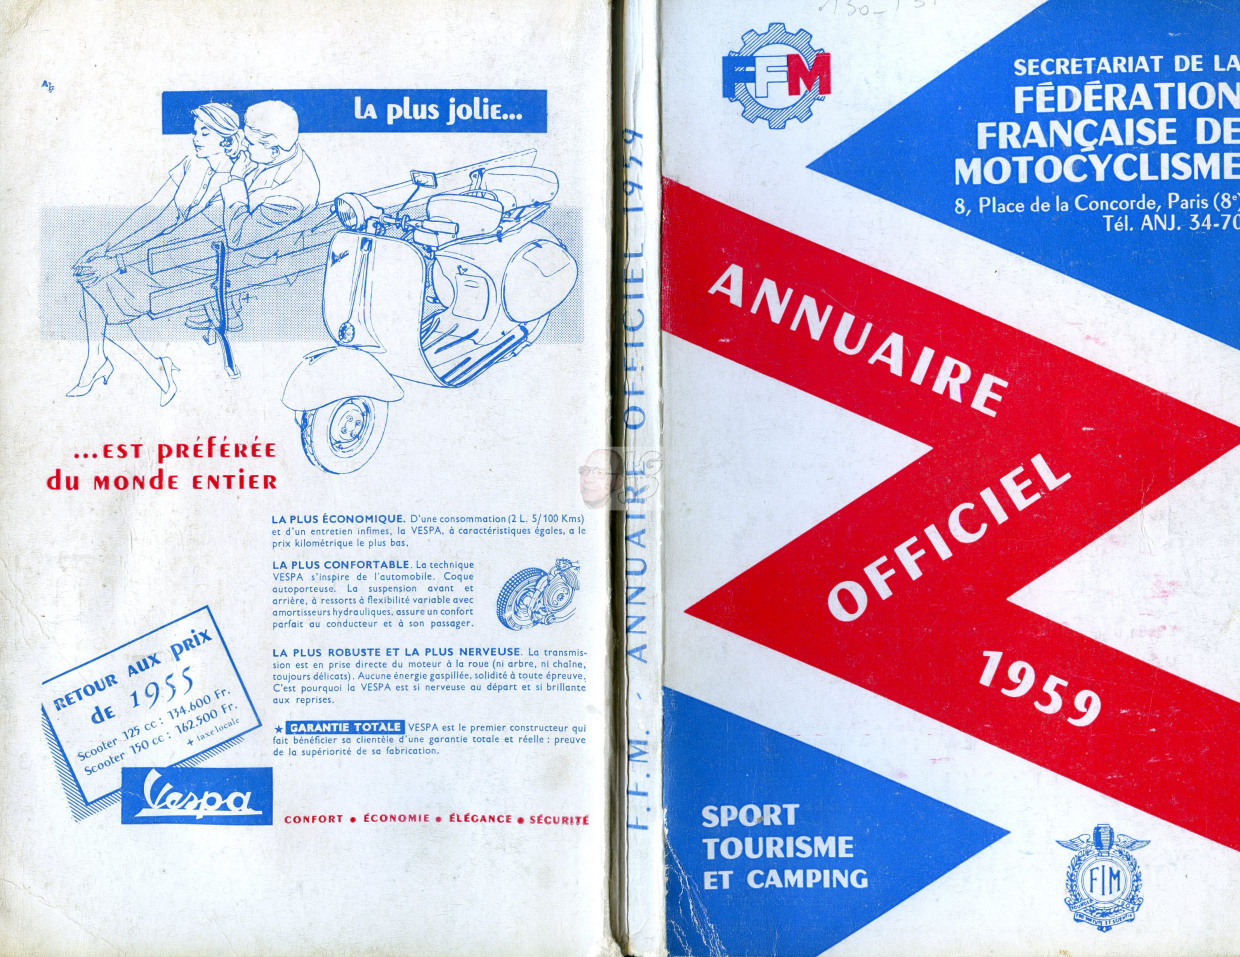 La plus jolie...
Vespa
...EST PRÉFÉRÉE
du MONDE ENTIER
LA PLUS ÉCONOMIQUE. D'une consommation (2 L. 5/100 Kms)
et d'un entretien infimes, la VESPA, à caractéristiques égales, a le
prix kilométrique le plus bas.
LA PLUS CONFORTABLE. La technique
VESPA s'inspire de l'automobile. Coque
autoporteuse. La suspension avant et
arrière, à ressorts à flexibilité variable avec
amortisseurs hydrauliques, assure un confort
parfait au conducteur et à son passager.
LA PLUS ROBUSTE ET LA PLUS NERVEUSE. La transmis-
sion est en prise directe du moteur à la roue (ni arbre, ni chaîne,
toujours délicats). Aucune énergie gaspillée, solidité à toute épreuve.
C'est pourquoi la VESPA est si nerveuse au départ et si brillante
aux reprises.
★ GARANTIE TOTALE VESPA est le premier constructeur qui
fait bénéficier sa clientèle d'une garantie totale et réelle : preuve
de la supériorité de sa fabrication.
RETOUR AUX PRIX
de 1955
Scooter 125 cc : 134.600 Fr.
Scooter 150 cc : 162.500 Fr.
+ taxe locale
Vespa
CONFORT • ÉCONOMIE • ÉLÉGANCE • SÉCURITÉ
F.F.M. - ANNUAIRE OFFICIEL 1959
FFM
SECRETARIAT DE LA
FÉDÉRATION
FRANÇAISE DE
MOTOCYCLISME
8, Place de la Concorde, Paris (8e)
Tél. ANJ. 34-70
ANNUAIRE
OFFICIEL
1959
SPORT
TOURISME
ET CAMPING
FIM